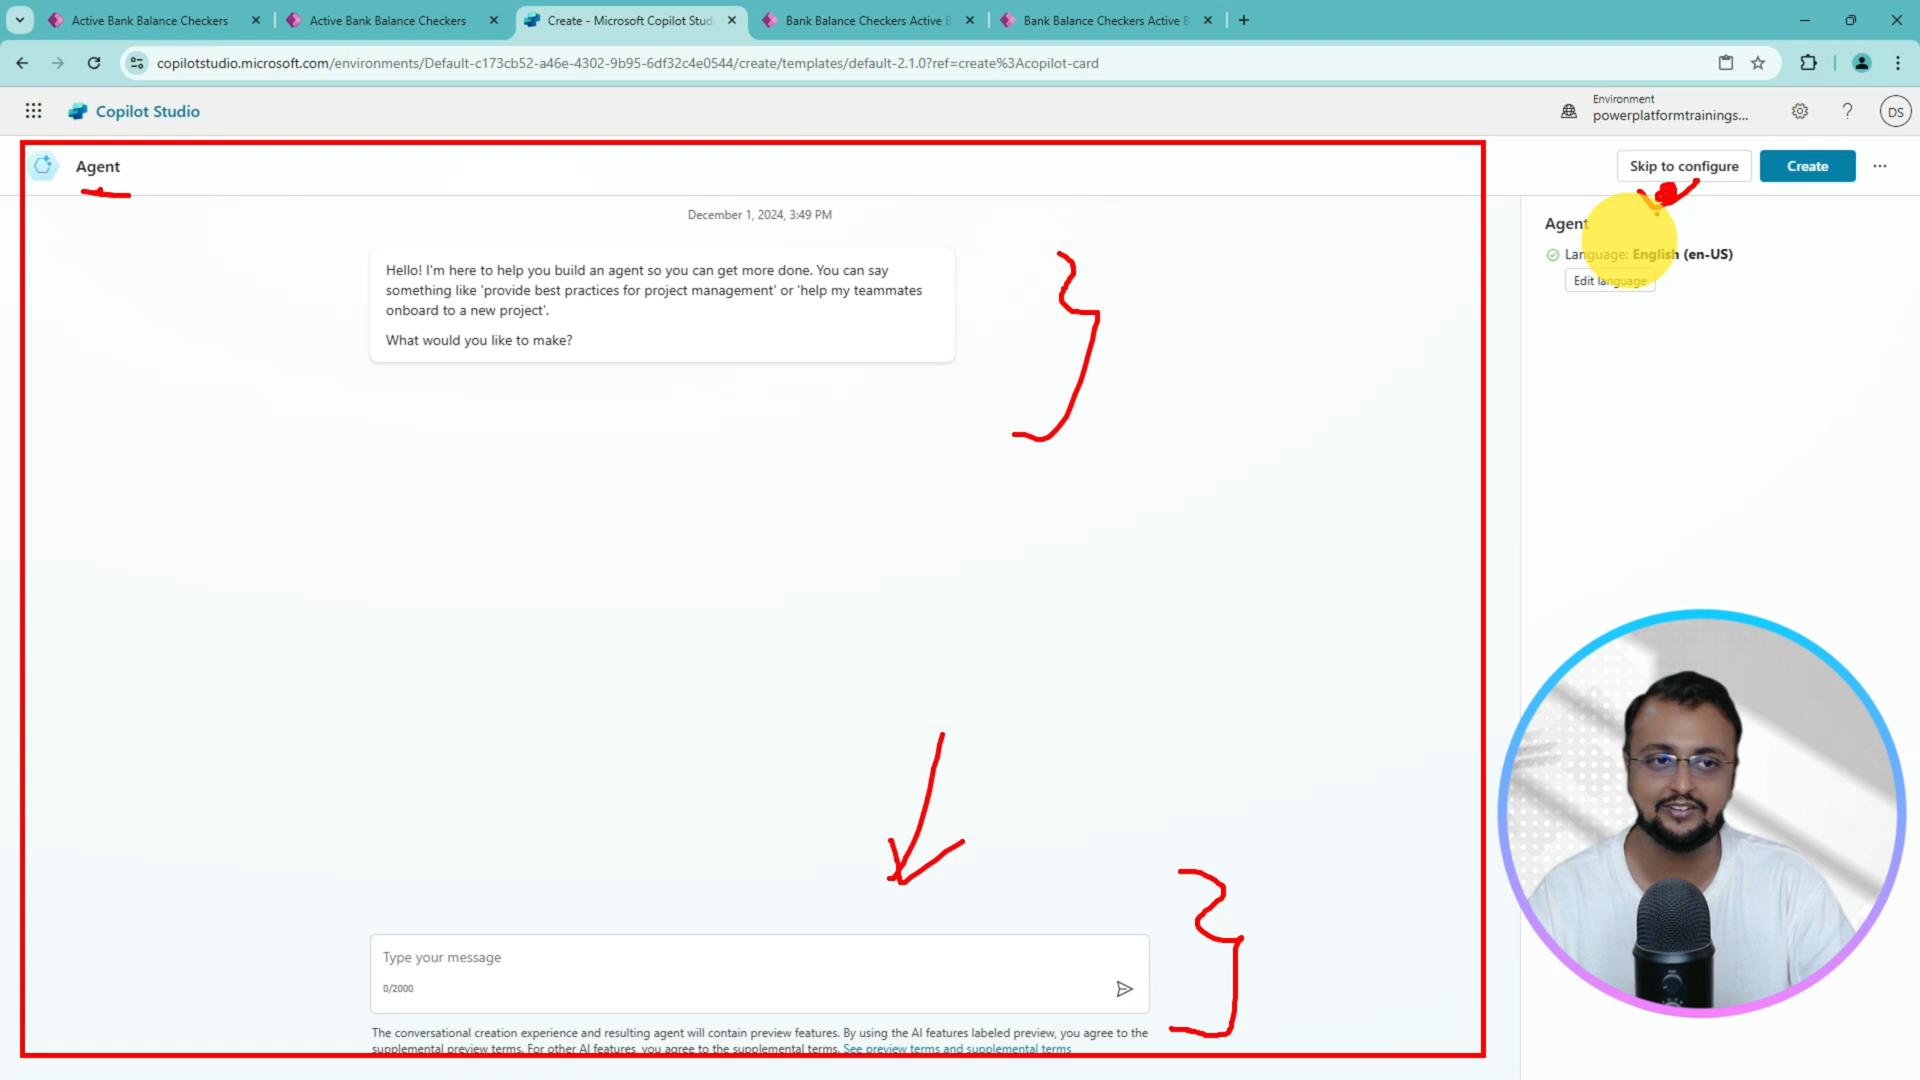 Active Bank Balance Checkers
Active Bank Balance Checkers
Create - Microsoft Copilot Studi
Bank Balance Checkers Active B
Bank Balance Checkers Active B
copilotstudio.microsoft.com/environments/Default-c173cb52-a46e-4302-9b95-6df32c4e0544/create/templates/default-2.1.0?ref=create%3Acopilot-card
Copilot Studio
Environment
powerplatformtrainings...
?
DS
Agent
Skip to configure
Create
...
December 1, 2024, 3:49 PM
Hello! I'm here to help you build an agent so you can get more done. You can say
something like 'provide best practices for project management' or 'help my teammates
onboard to a new project'.
What would you like to make?
Agent
Language: English (en-US)
Edit language
Type your message
0/2000
The conversational creation experience and resulting agent will contain preview features. By using the AI features labeled preview, you agree to the
supplemental preview terms. For other AI features, you agree to the supplemental terms. See preview terms and supplemental terms